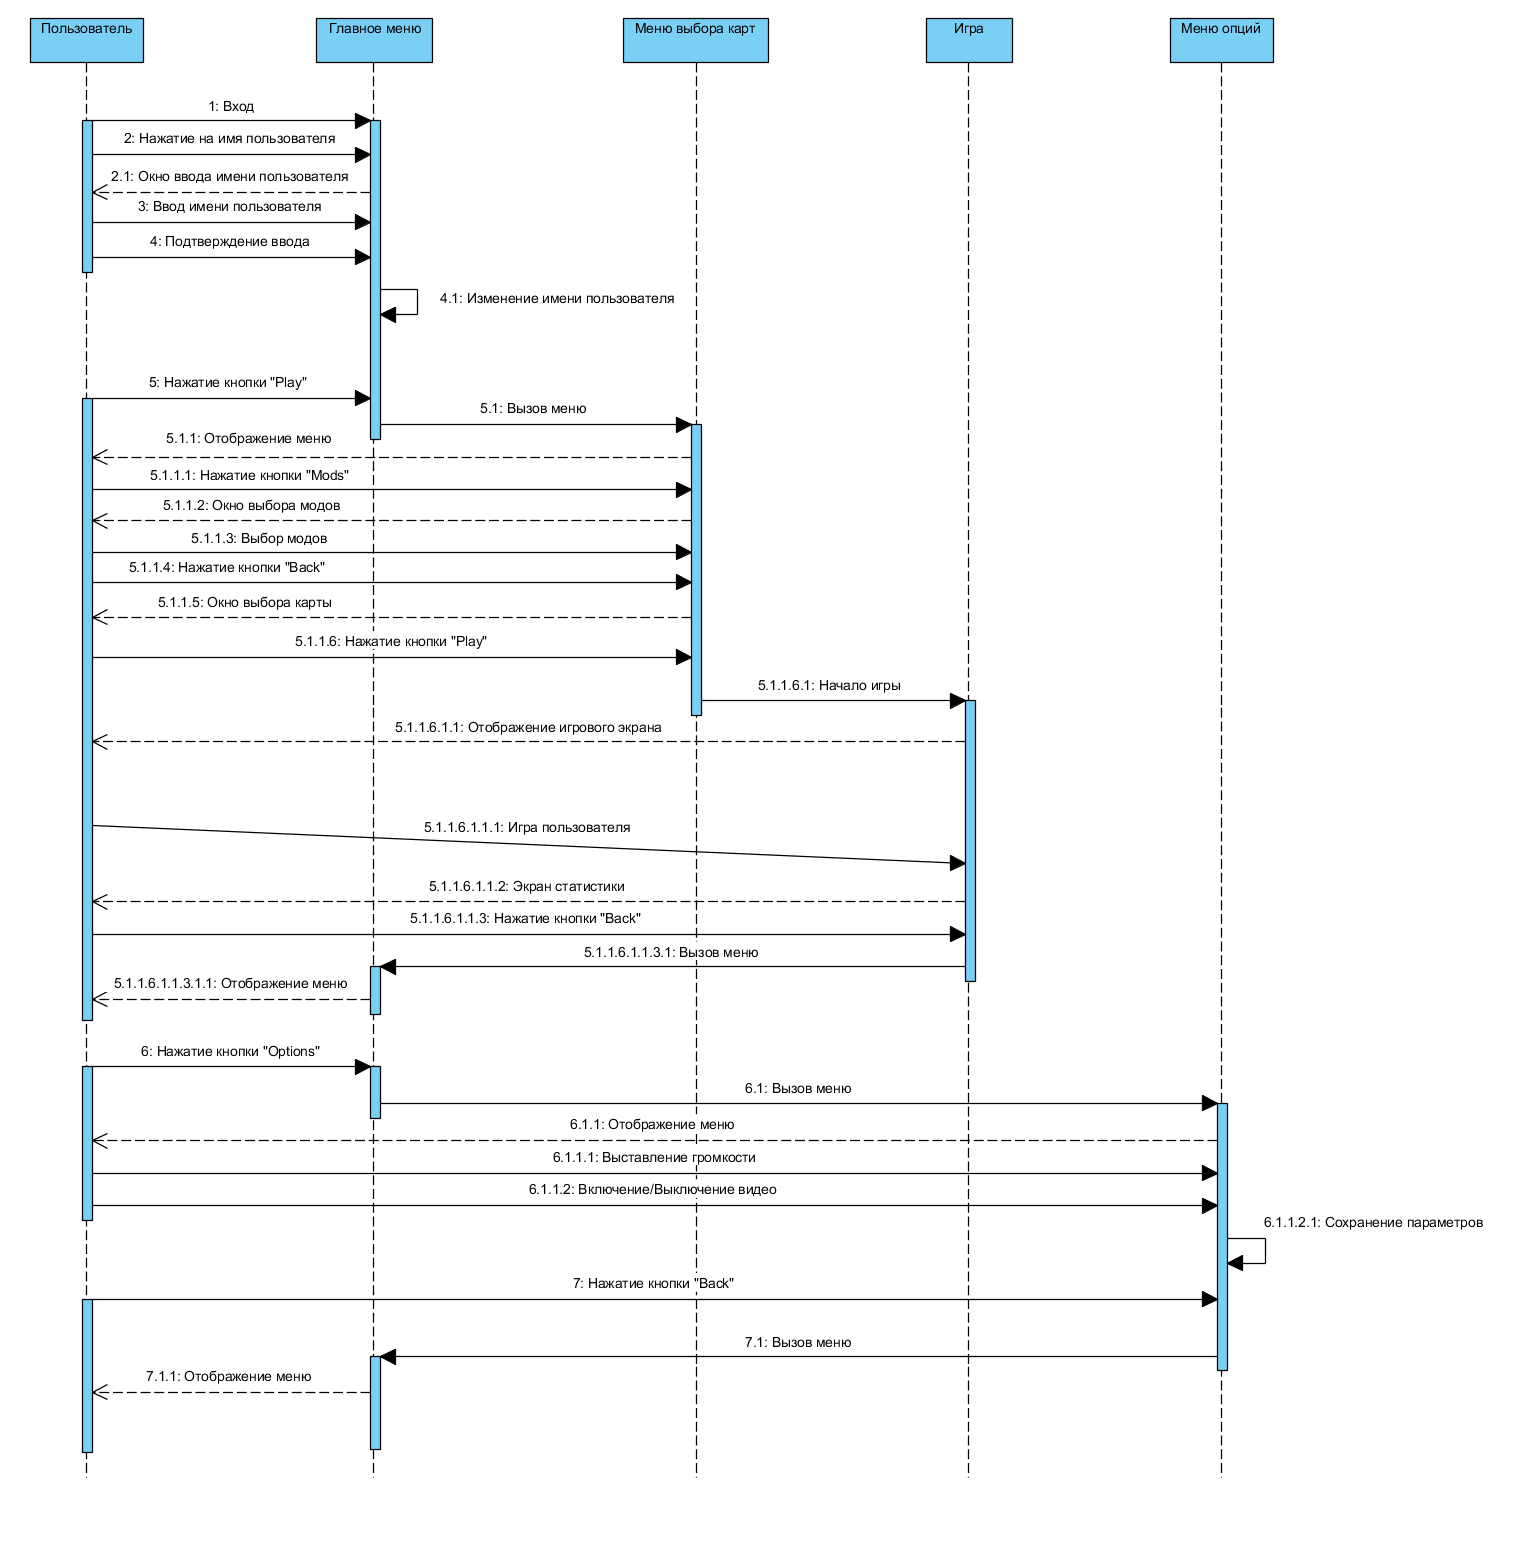 Пользователь
Главное меню
Меню выбора карт
Игра
Меню опций
1: Вход
2: Нажатие на имя пользователя
2.1: Окно ввода имени пользователя
3: Ввод имени пользователя
4: Подтверждение ввода
4.1: Изменение имени пользователя
5: Нажатие кнопки "Play"
5.1: Вызов меню
5.1.1: Отображение меню
5.1.1.1: Нажатие кнопки "Mods"
5.1.1.2: Окно выбора модов
5.1.1.3: Выбор модов
5.1.1.4: Нажатие кнопки "Back"
5.1.1.5: Окно выбора карты
5.1.1.6: Нажатие кнопки "Play"
5.1.1.6.1: Начало игры
5.1.1.6.1.1: Отображение игрового экрана
5.1.1.6.1.1.1: Игра пользователя
5.1.1.6.1.1.2: Экран статистики
5.1.1.6.1.1.3: Нажатие кнопки "Back"
5.1.1.6.1.1.3.1: Вызов меню
5.1.1.6.1.1.3.1.1: Отображение меню
6: Нажатие кнопки "Options"
6.1: Вызов меню
6.1.1: Отображение меню
6.1.1.1: Выставление громкости
6.1.1.2: Включение/Выключение видео
6.1.1.2.1: Сохранение параметров
7: Нажатие кнопки "Back"
7.1: Вызов меню
7.1.1: Отображение меню